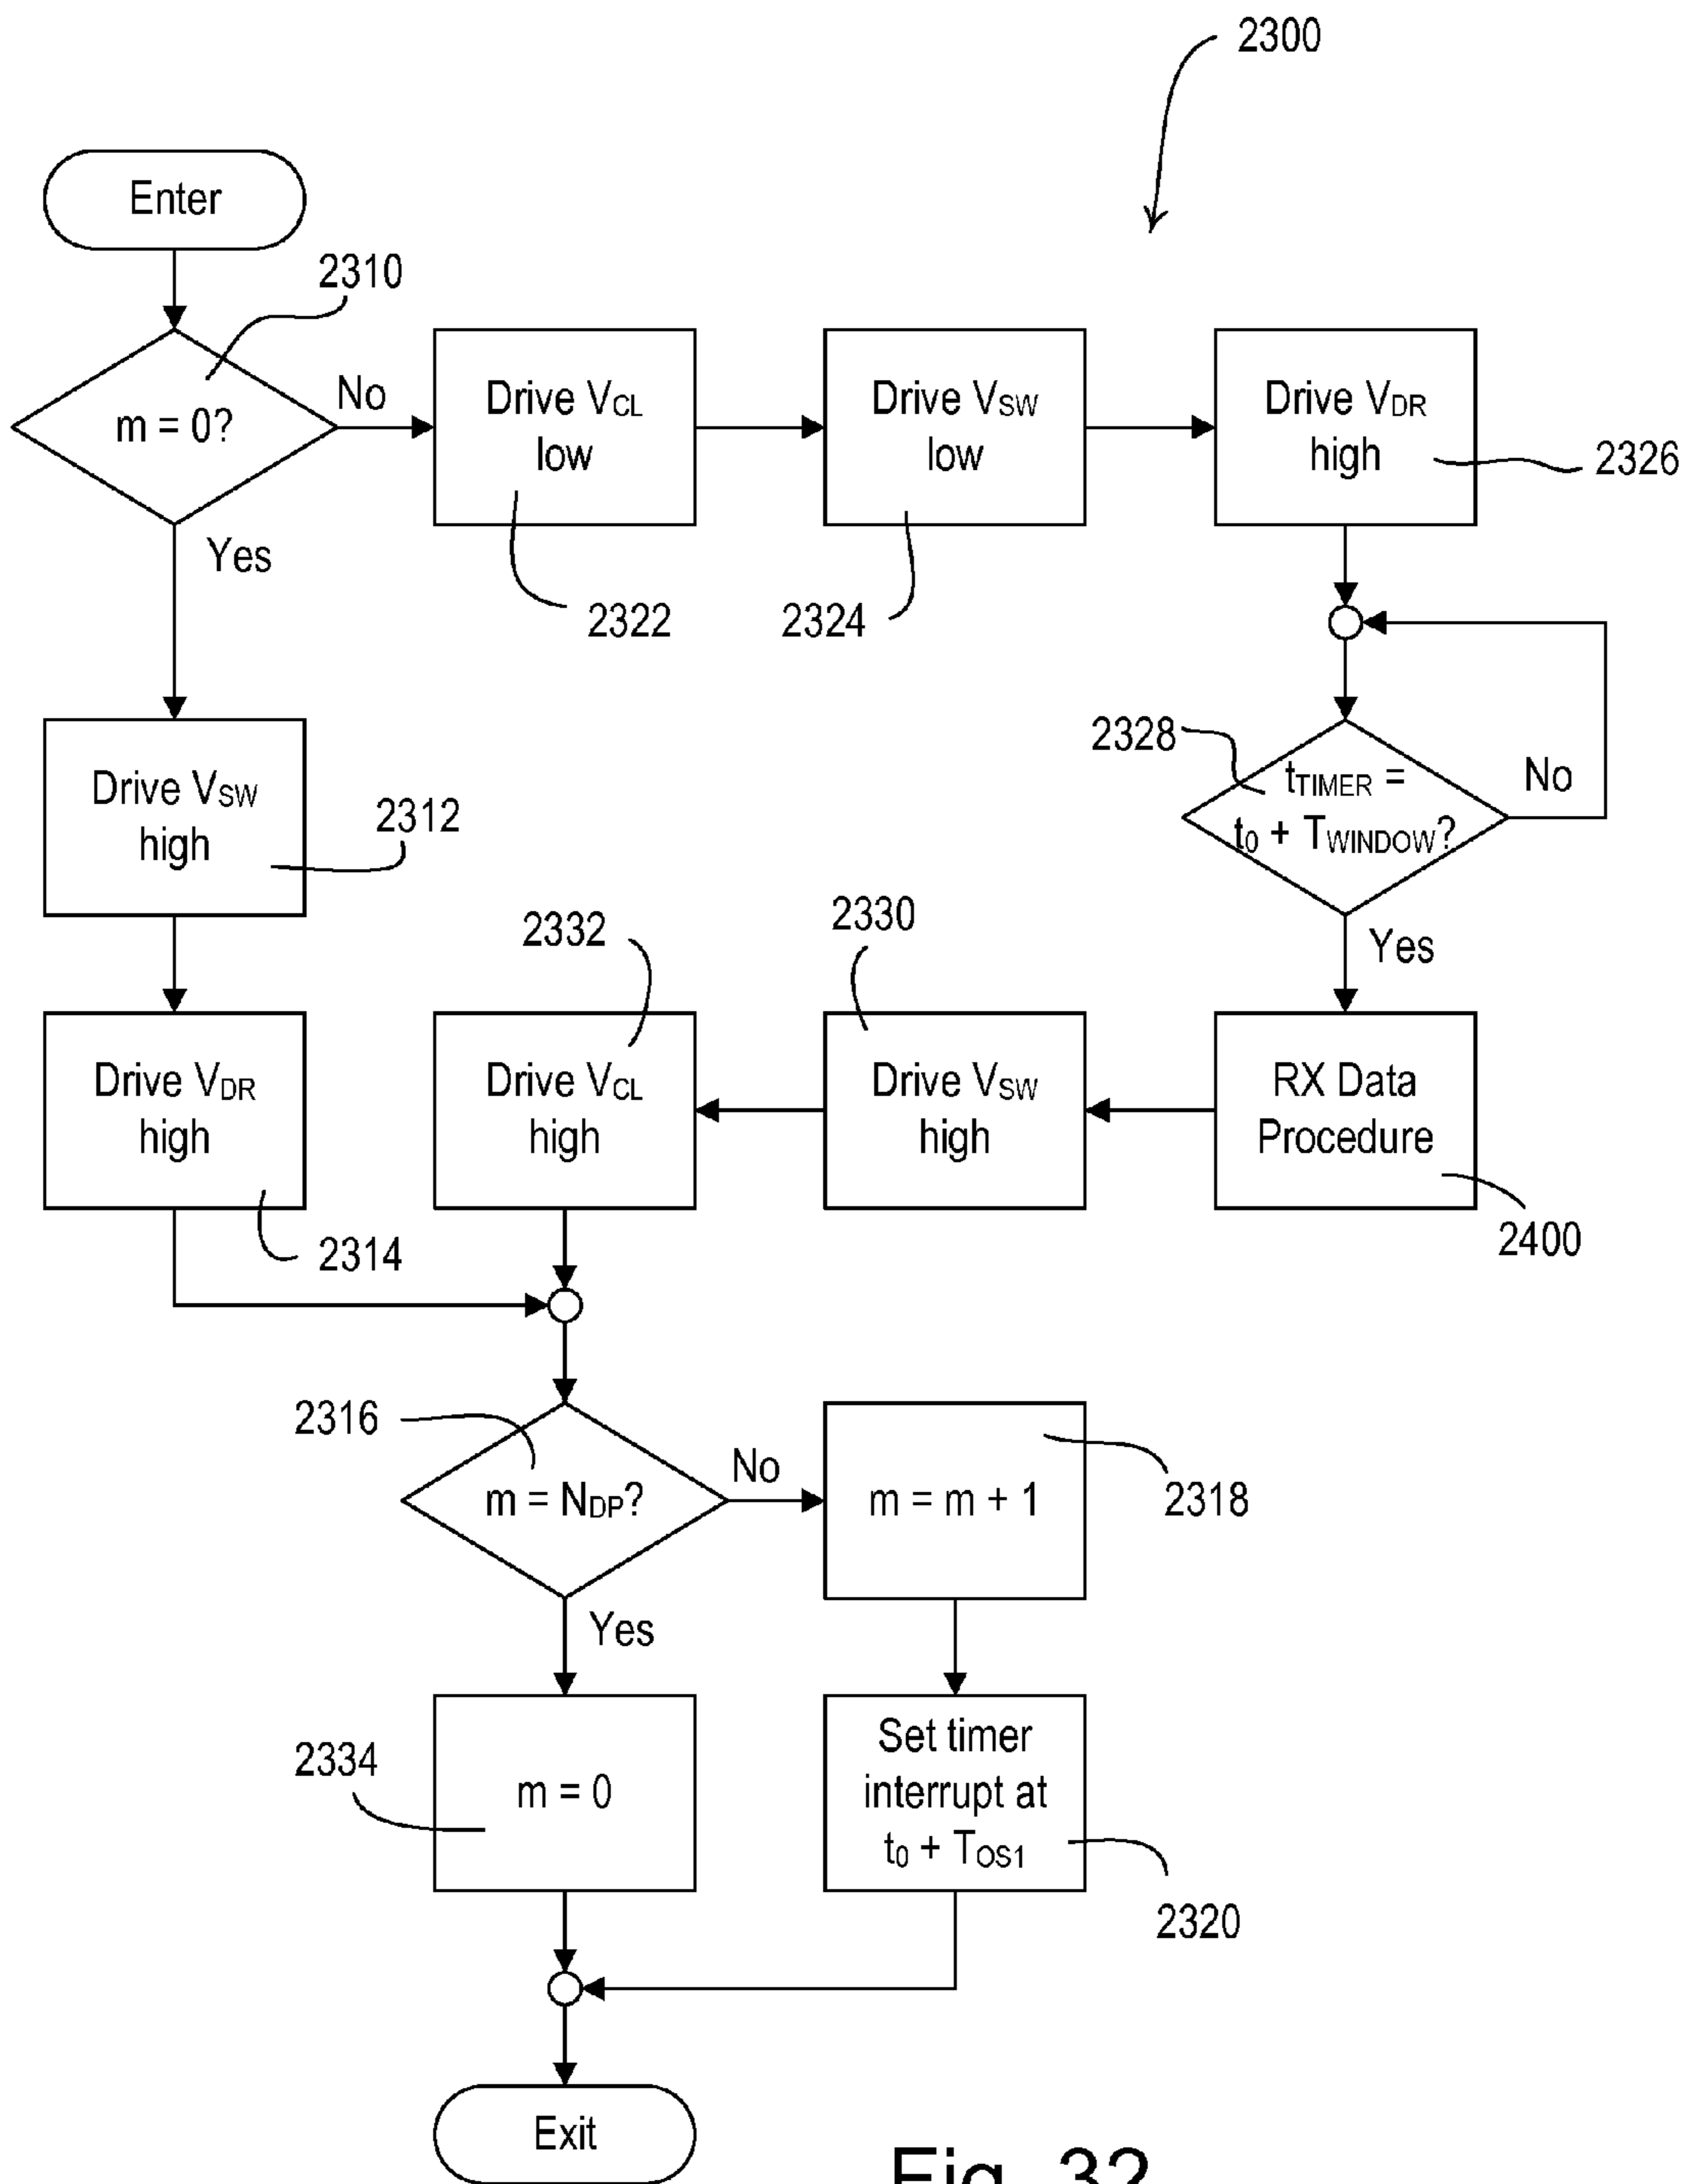 2300
Enter
2310
m = 0?
No
Yes
Drive VCL
low
2322
Drive VSW
low
2324
Drive VDR
high
2326
2328
tTIMER =
t0 + TWINDOW?
No
Yes
Drive VSW
high
2312
Drive VDR
high
2314
2332
Drive VCL
high
2330
Drive VSW
high
RX Data
Procedure
2400
2316
m = NDP?
No
Yes
m = m + 1
2318
2334
m = 0
Set timer
interrupt at
t0 + TOS1
2320
Exit
Fig. 32